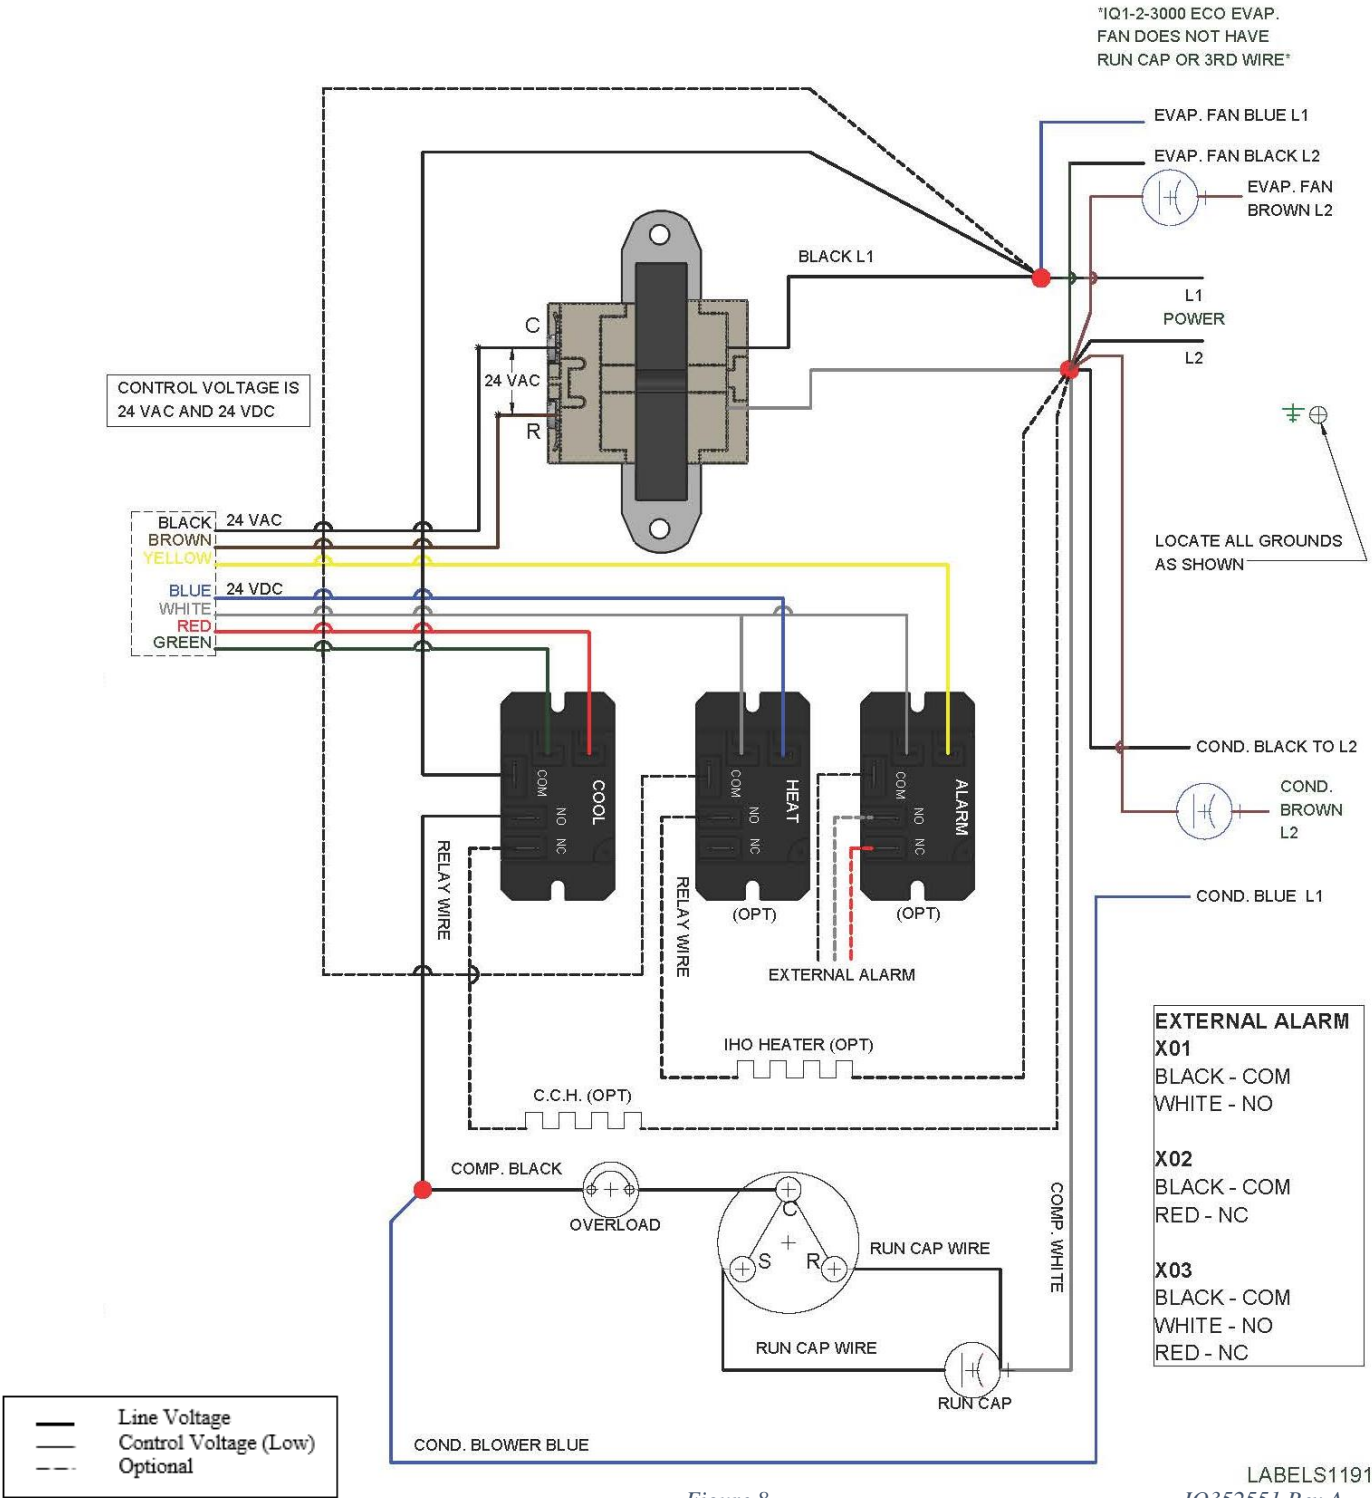 *IQ1-2-3000 ECO EVAP.
FAN DOES NOT HAVE
RUN CAP OR 3RD WIRE*
EVAP. FAN BLUE L1
EVAP. FAN BLACK L2
EVAP. FAN
BROWN L2
BLACK L1
L1
POWER
L2
C
24 VAC
R
CONTROL VOLTAGE IS
24 VAC AND 24 VDC
BLACK 24 VAC
BROWN
YELLOW
BLUE 24 VDC
WHITE
RED
GREEN
LOCATE ALL GROUNDS
AS SHOWN
COM
NO
NC
COOL
COM
NO
NC
HEAT
COM
NO
NC
ALARM
COND. BLACK TO L2
COND.
BROWN
L2
RELAY WIRE
RELAY WIRE
(OPT)
(OPT)
COND. BLUE L1
EXTERNAL ALARM
IHO HEATER (OPT)
C.C.H. (OPT)
EXTERNAL ALARM
X01
BLACK - COM
WHITE - NO
X02
BLACK - COM
RED - NC
X03
BLACK - COM
WHITE - NO
RED - NC
COMP. BLACK
OVERLOAD
C
S
R
RUN CAP WIRE
COMP. WHITE
RUN CAP WIRE
RUN CAP
COND. BLOWER BLUE
Line Voltage
Control Voltage (Low)
Optional
LABELS1191
Figure 8
IQ352551 Rev A